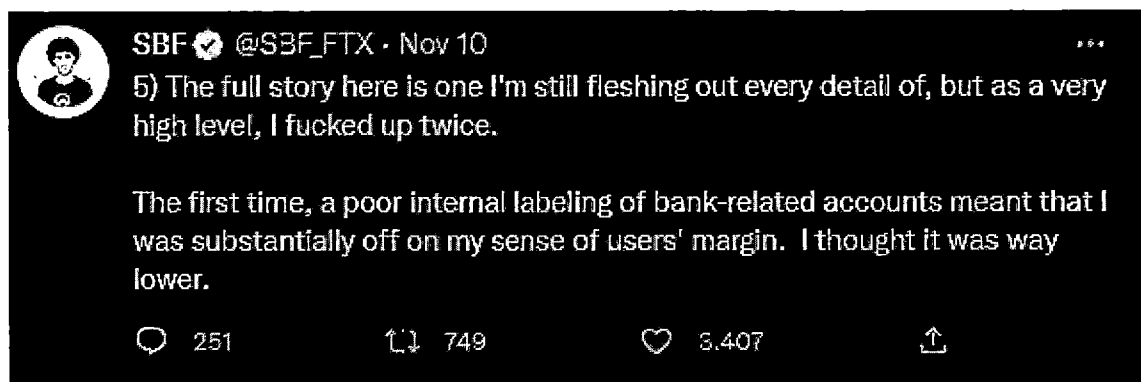 SBF @SBF_FTX · Nov 10
5) The full story here is one I'm still fleshing out every detail of, but as a very
high level, I fucked up twice.
The first time, a poor internal labeling of bank-related accounts meant that I
was substantially off on my sense of users' margin.  I thought it was way
lower.
251 749 3,407